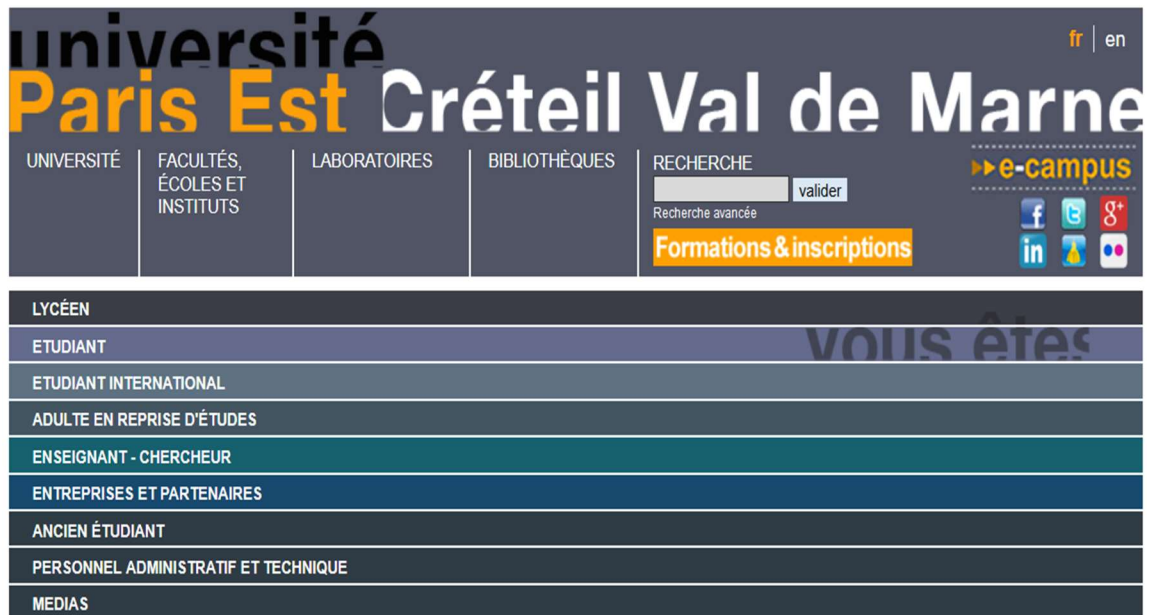 université
fr | en
Paris Est Créteil Val de Marne
UNIVERSITÉ
FACULTÉS,
ÉCOLES ET
INSTITUTS
LABORATOIRES
BIBLIOTHÈQUES
RECHERCHE
valider
Recherche avancée
Formations & inscriptions
e-campus
f
g+
in
LYCÉEN
vous êtes
ETUDIANT
ETUDIANT INTERNATIONAL
ADULTE EN REPRISE D'ÉTUDES
ENSEIGNANT - CHERCHEUR
ENTREPRISES ET PARTENAIRES
ANCIEN ÉTUDIANT
PERSONNEL ADMINISTRATIF ET TECHNIQUE
MEDIAS